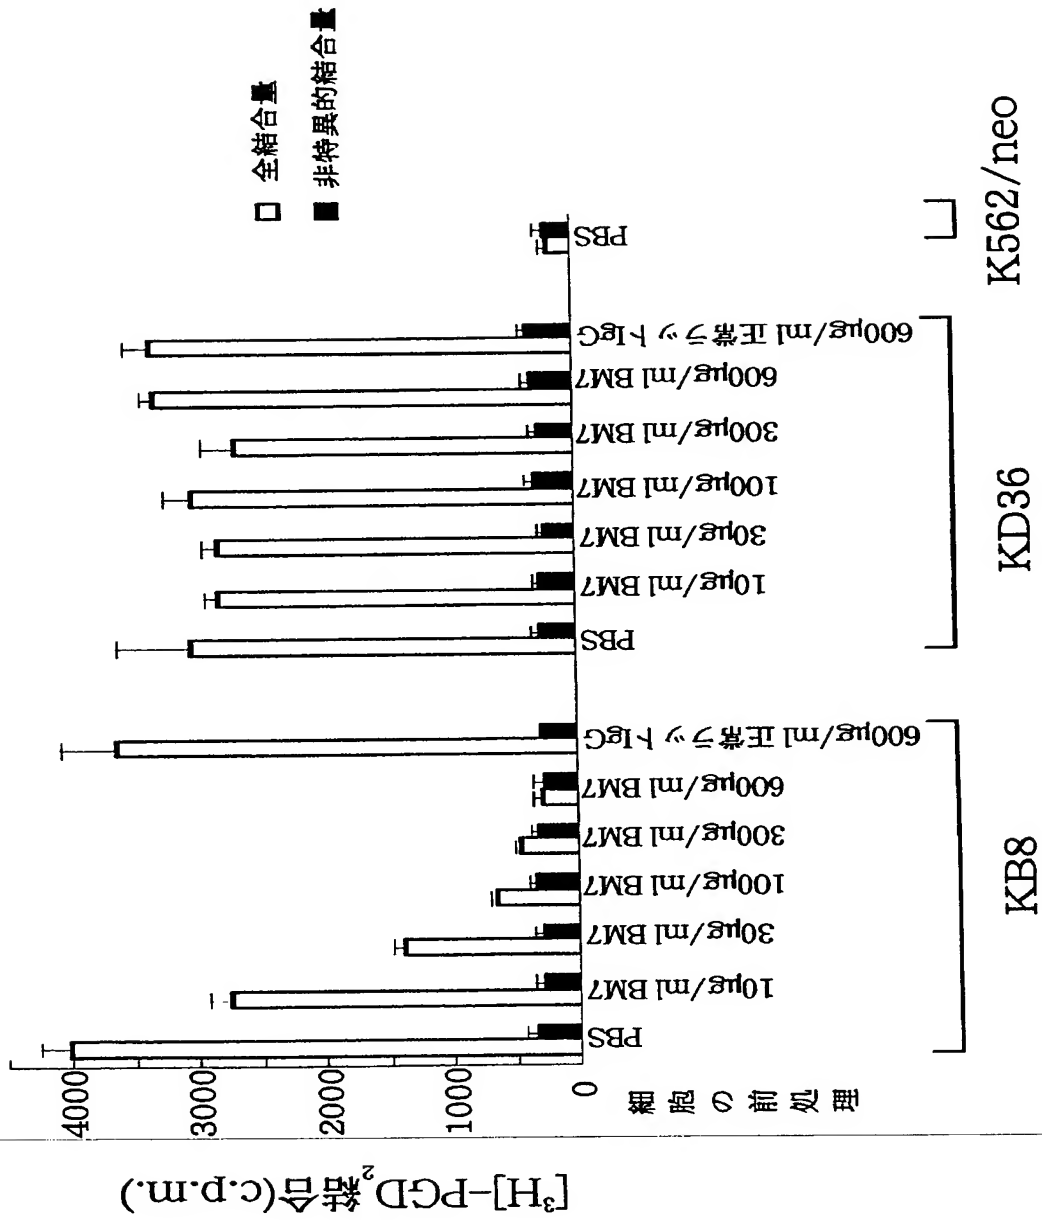 [³H]-PGD₂結合(c.p.m.)
4000
3000
2000
1000
0
□ 全結合量
■ 非特異的結合量
細胞の前処理
PBS
10μg/ml BM7
30μg/ml BM7
100μg/ml BM7
300μg/ml BM7
600μg/ml BM7
600μg/ml 正常ラットIgG
KB8
PBS
10μg/ml BM7
30μg/ml BM7
100μg/ml BM7
300μg/ml BM7
600μg/ml BM7
600μg/ml 正常ラットIgG
KD36
PBS
K562/neo